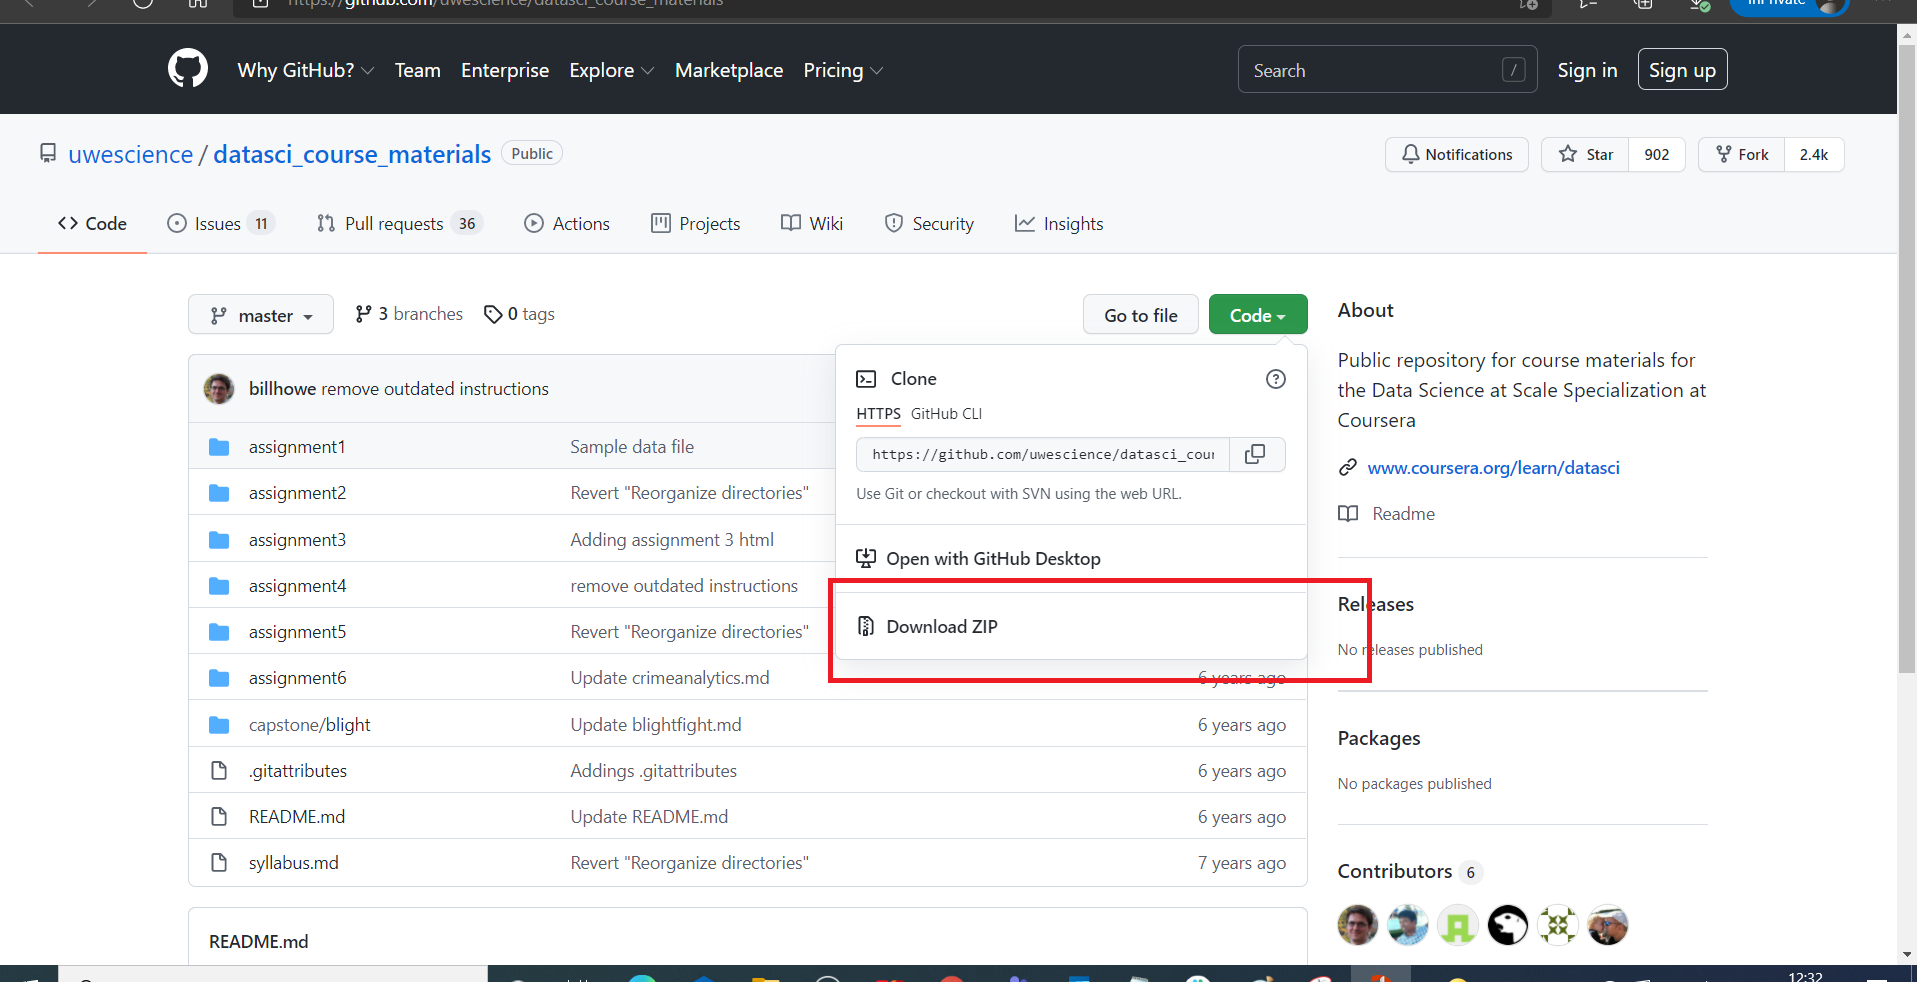 https://github.com/uwescience/datasci_course_materials
InPrivate
Why GitHub? Team Enterprise Explore Marketplace Pricing
Search /
Sign in
Sign up
uwescience / datasci_course_materials Public
Notifications
Star 902
Fork 2.4k
Code
Issues 11
Pull requests 36
Actions
Projects
Wiki
Security
Insights
master
3 branches
0 tags
Go to file
Code
billhowe remove outdated instructions
assignment1 Sample data file
assignment2 Revert "Reorganize directories"
assignment3 Adding assignment 3 html
assignment4 remove outdated instructions
assignment5 Revert "Reorganize directories"
assignment6 Update crimeanalytics.md 6 years ago
capstone/blight Update blightfight.md 6 years ago
.gitattributes Addings .gitattributes 6 years ago
README.md Update README.md 6 years ago
syllabus.md Revert "Reorganize directories" 7 years ago
README.md
Clone
HTTPS GitHub CLI
https://github.com/uwescience/datasci_cour
Use Git or checkout with SVN using the web URL.
Open with GitHub Desktop
Download ZIP
About
Public repository for course materials for
the Data Science at Scale Specialization at
Coursera
www.coursera.org/learn/datasci
Readme
Releases
No releases published
Packages
No packages published
Contributors 6
12:32